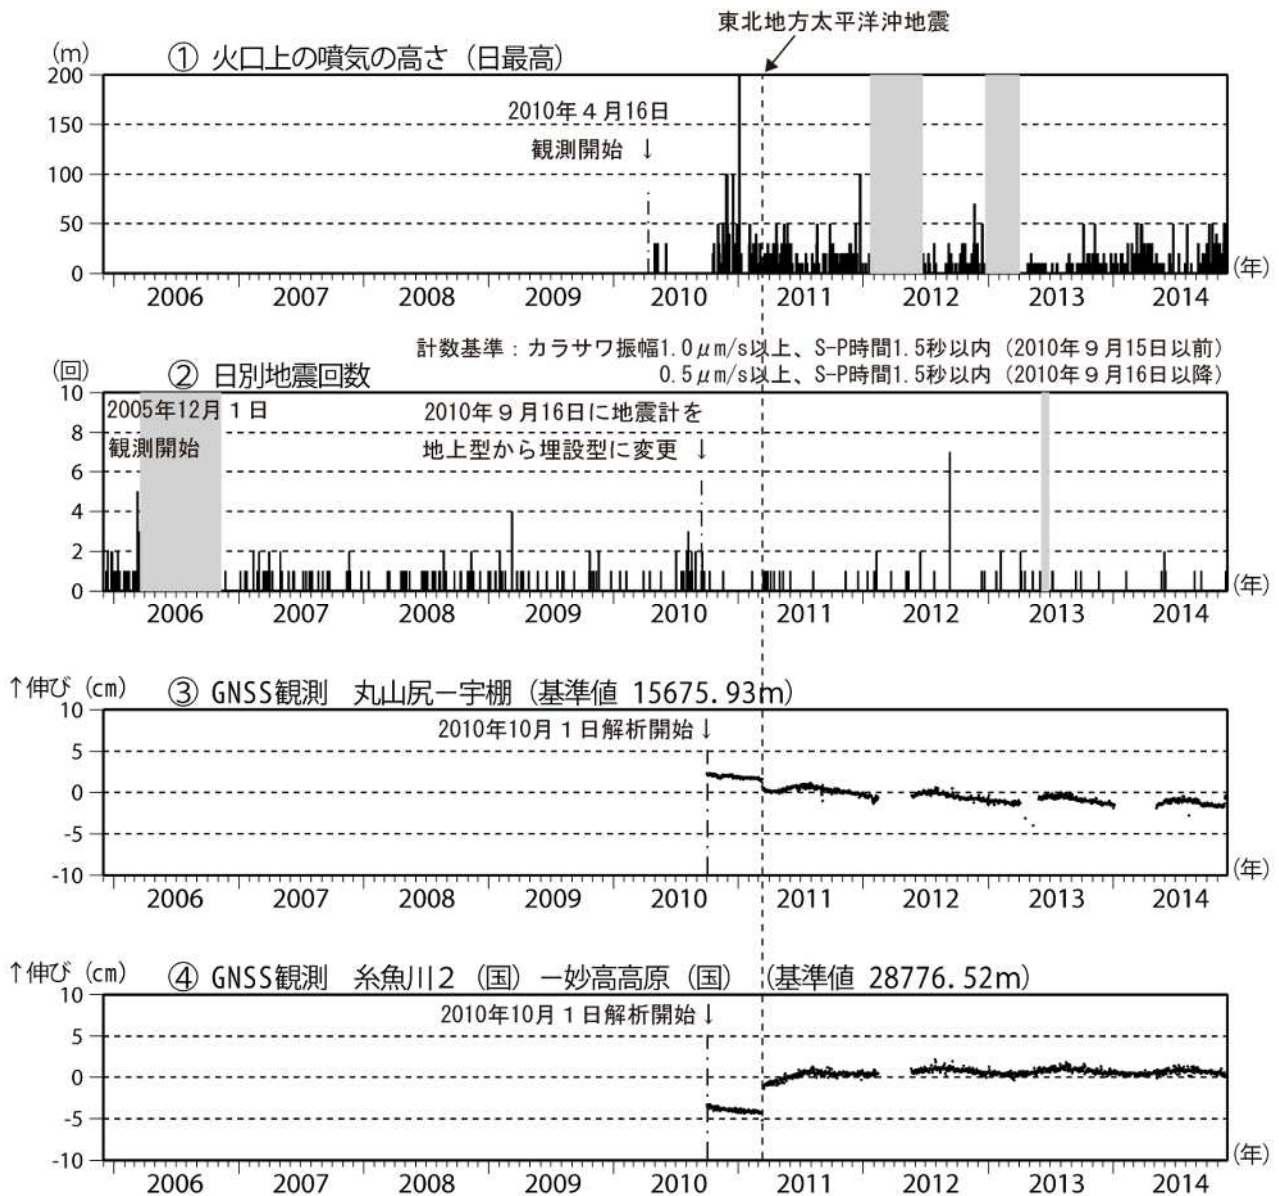 東北地方太平洋沖地震
(m) ① 火口上の噴気の高さ（日最高）
200
2010年４月16日
150
観測開始 ↓
100
50
0
(年)
2006 2007 2008 2009 2010 2011 2012 2013 2014
計数基準：カラサワ振幅1.0μm/s以上、S-P時間1.5秒以内（2010年９月15日以前）
(回) ② 日別地震回数
0.5μm/s以上、S-P時間1.5秒以内（2010年９月16日以降）
10
2005年12月１日 2010年９月16日に地震計を
8
観測開始 地上型から埋設型に変更 ↓
6
4
2
0
(年)
2006 2007 2008 2009 2010 2011 2012 2013 2014
↑伸び (cm) ③ GNSS観測　丸山尻－宇棚（基準値 15675.93m）
10
2010年10月１日解析開始↓
5
0
-5
-10
(年)
2006 2007 2008 2009 2010 2011 2012 2013 2014
↑伸び (cm) ④ GNSS観測　糸魚川２（国）－妙高高原（国）　（基準値 28776.52m）
10
2010年10月１日解析開始↓
5
0
-5
-10
(年)
2006 2007 2008 2009 2010 2011 2012 2013 2014